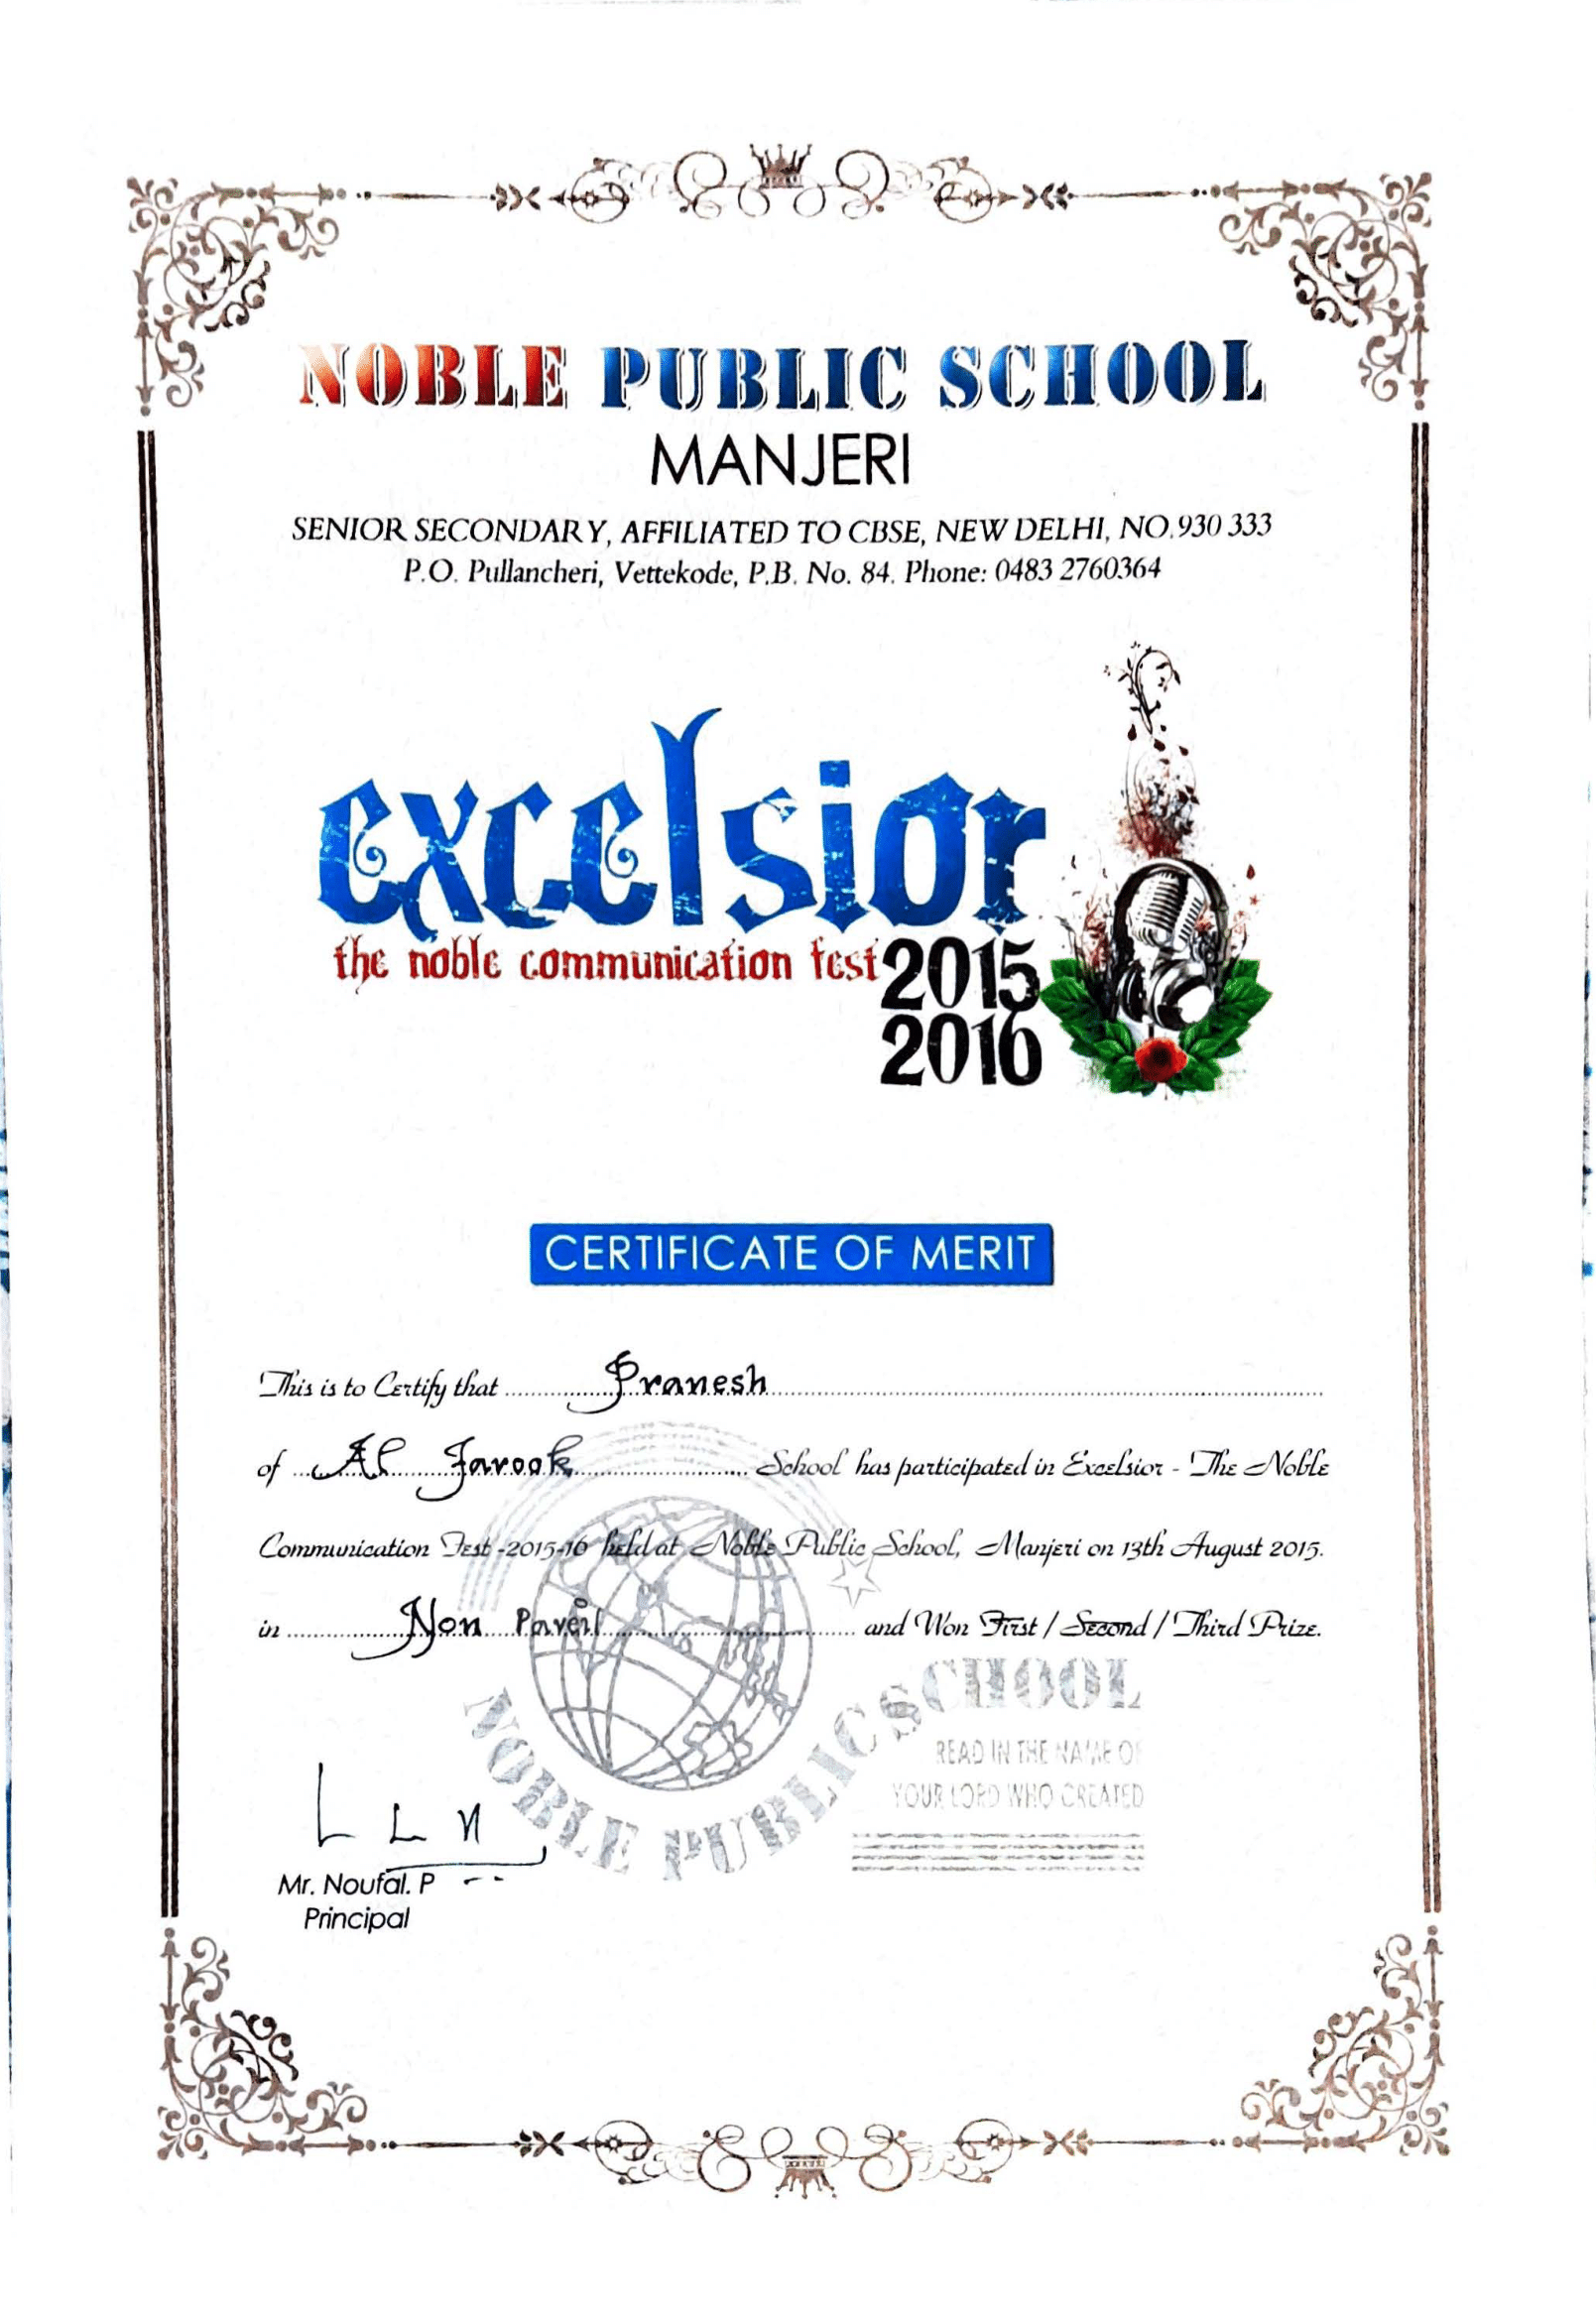 NOBLE PUBLIC SCHOOL
MANJERI
SENIOR SECONDARY, AFFILIATED TO CBSE, NEW DELHI, NO.930 333
P.O. Pullancheri, Vettekode, P.B. No. 84. Phone: 0483 2760364
excelsior
the noble communication fest 2015
2016
CERTIFICATE OF MERIT
This is to Certify that Pranesh
of Al Farook School has participated in Excelsior - The Noble
Communication Fest -2015-16 held at Noble Public School, Manjeri on 13th August 2015.
in Non and Won First / Second / Third Prize.
NOBLE PUBLIC SCHOOL
READ IN THE NAME OF
YOUR LORD WHO CREATED
Mr. Noufal. P
Principal